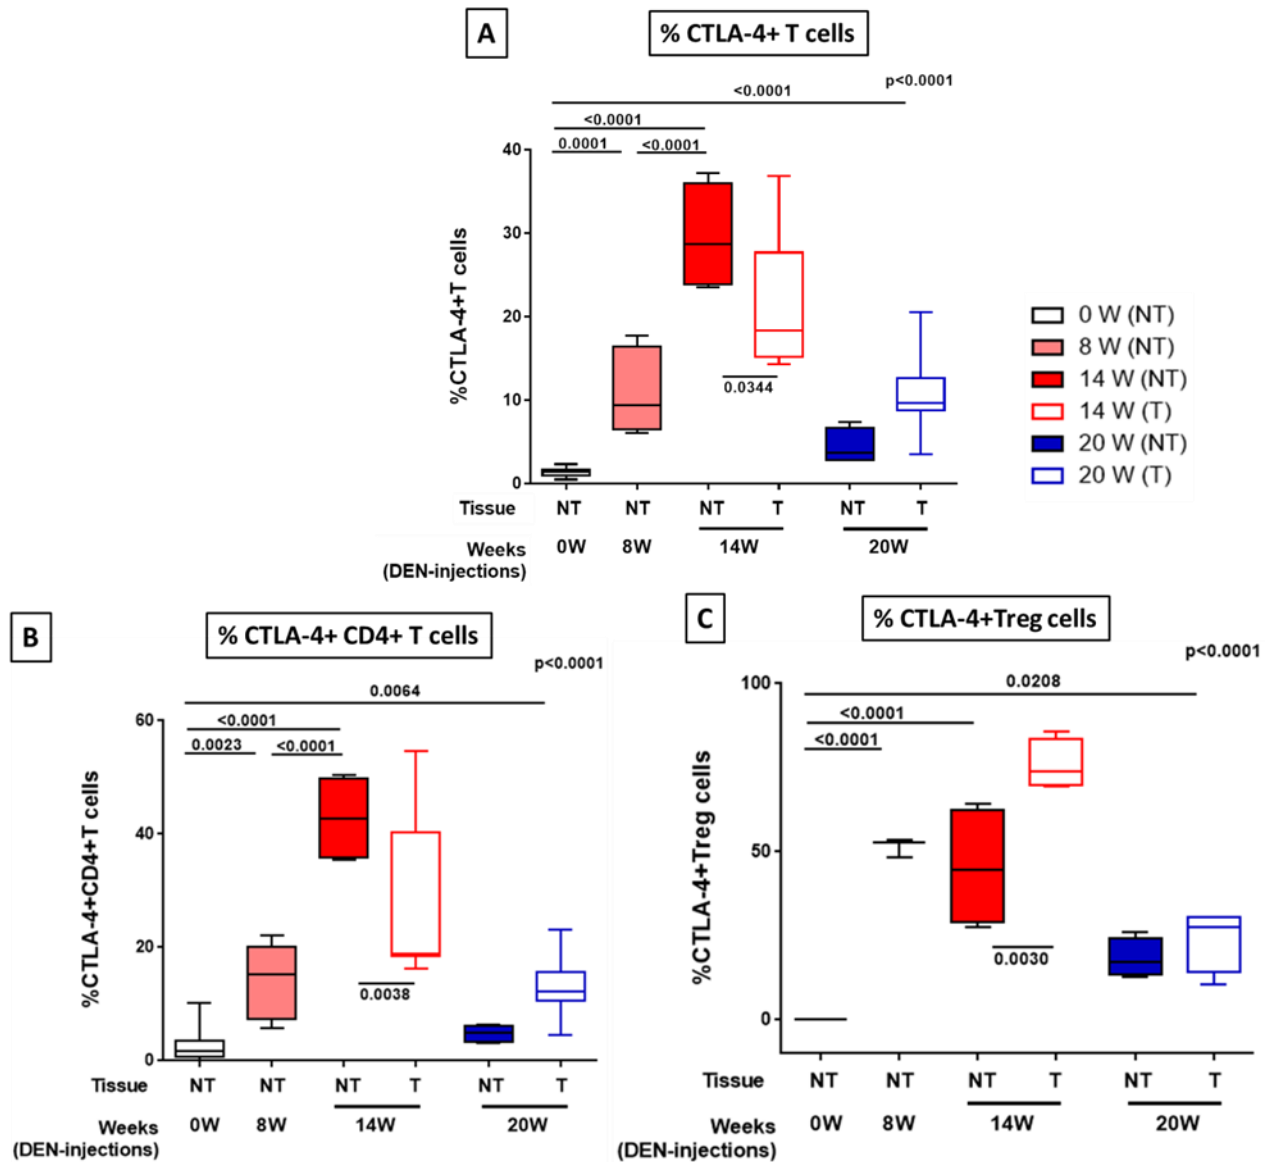 A
% CTLA-4+ T cells
p<0.0001
<0.0001
<0.0001
0.0001
<0.0001
40
30
20
10
0
%CTLA-4+T cells
0.0344
Tissue NT NT NT T NT T
Weeks 0W 8W 14W 20W
(DEN-injections)
0 W (NT)
8 W (NT)
14 W (NT)
14 W (T)
20 W (NT)
20 W (T)
B
% CTLA-4+ CD4+ T cells
p<0.0001
0.0064
<0.0001
0.0023
<0.0001
60
40
20
0
%CTLA-4+CD4+T cells
0.0038
Tissue NT NT NT T NT T
Weeks 0W 8W 14W 20W
(DEN-injections)
C
% CTLA-4+Treg cells
p<0.0001
0.0208
<0.0001
<0.0001
100
50
0
%CTLA-4+Treg cells
0.0030
Tissue NT NT NT T NT T
Weeks 0W 8W 14W 20W
(DEN-injections)